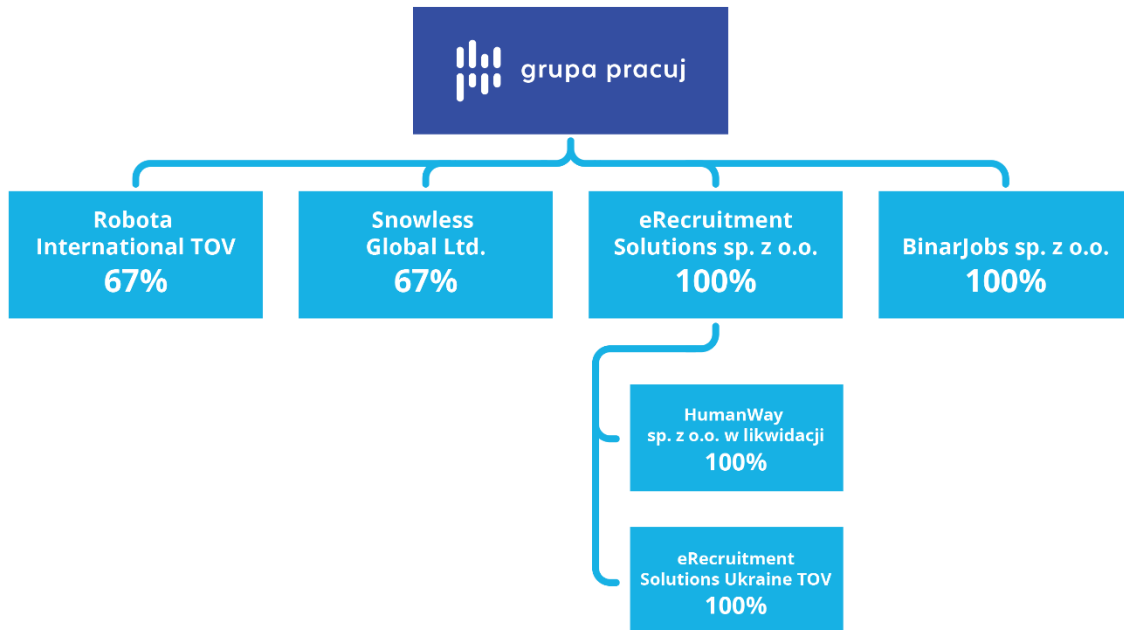 grupa pracuj
Robota
International TOV
67%
Snowless
Global Ltd.
67%
eRecruitment
Solutions sp. z o.o.
100%
BinarJobs sp. z o.o.
100%
HumanWay
sp. z o.o. w likwidacji
100%
eRecruitment
Solutions Ukraine TOV
100%